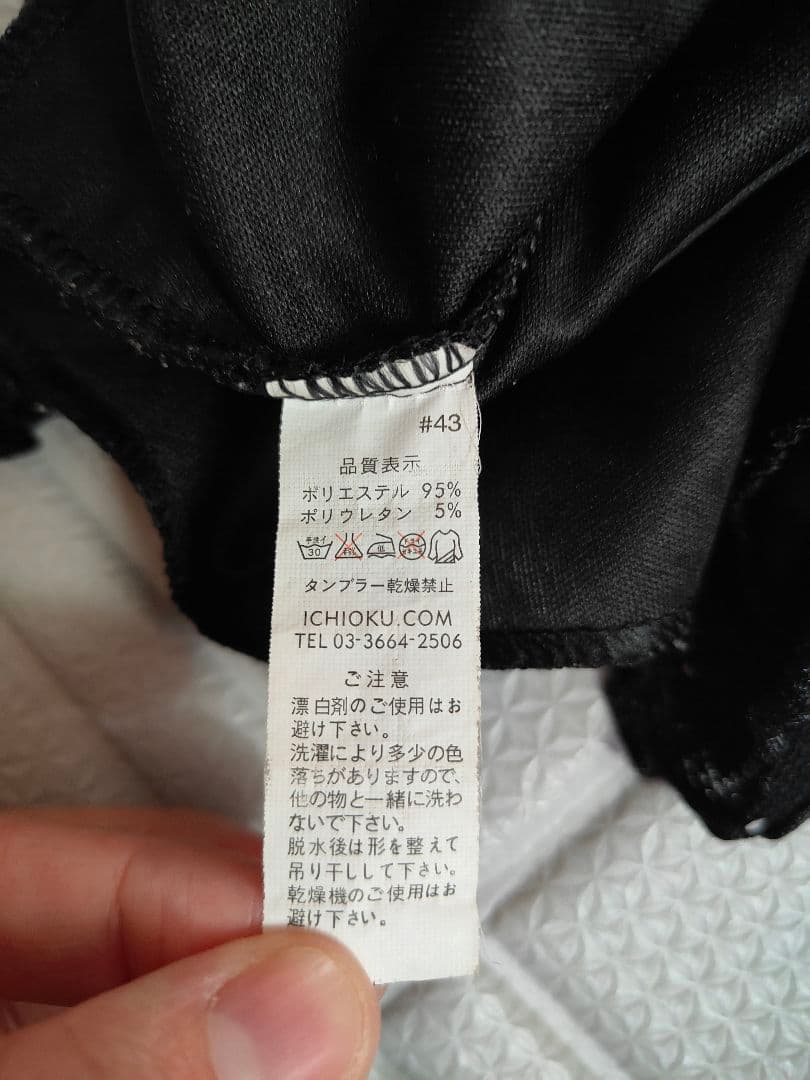 #43
品質表示
ポリエステル 95%
ポリウレタン 5%
手洗イ 30 低
タンブラー乾燥禁止
ICHIOKU.COM
TEL 03-3664-2506
ご注意
漂白剤のご使用はお
避け下さい。
洗濯により多少の色
落ちがありますので、
他の物と一緒に洗わ
ないで下さい。
脱水後は形を整えて
吊り干しして下さい。
乾燥機のご使用はお
避け下さい。